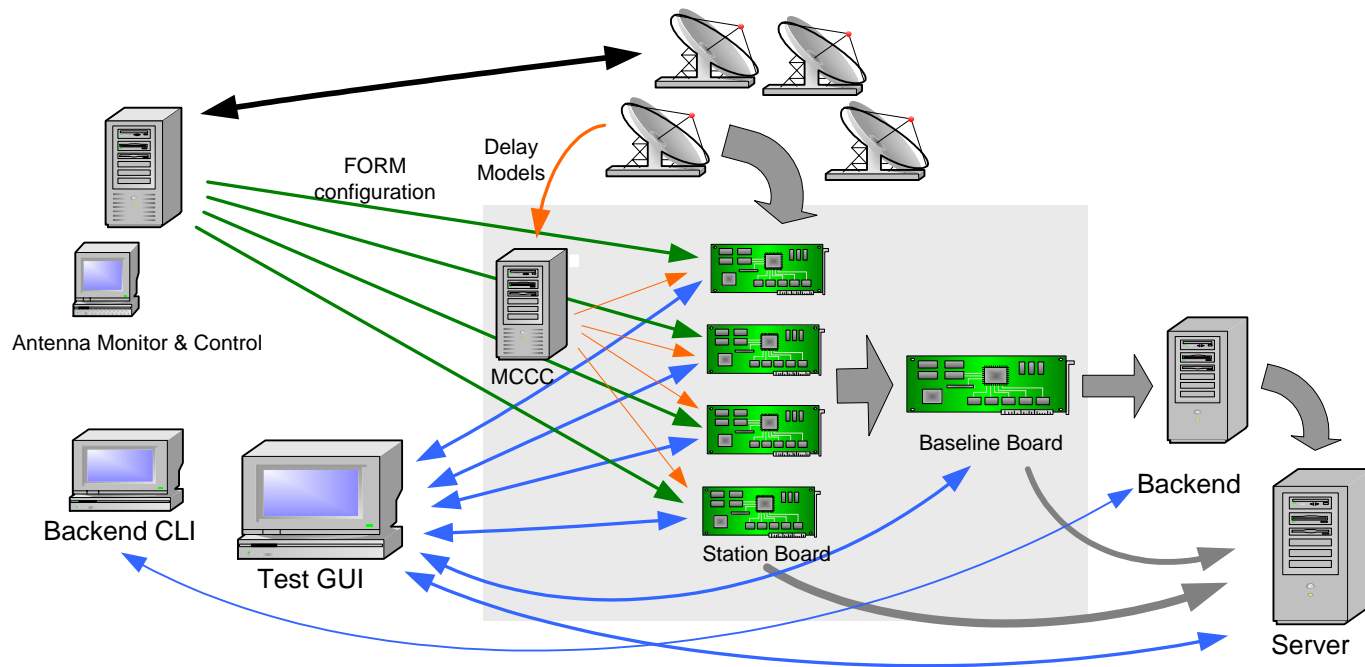 FORM
configuration
Delay
Models
Antenna Monitor & Control
MCCC
Baseline Board
Backend
Backend CLI
Test GUI
Station Board
Server